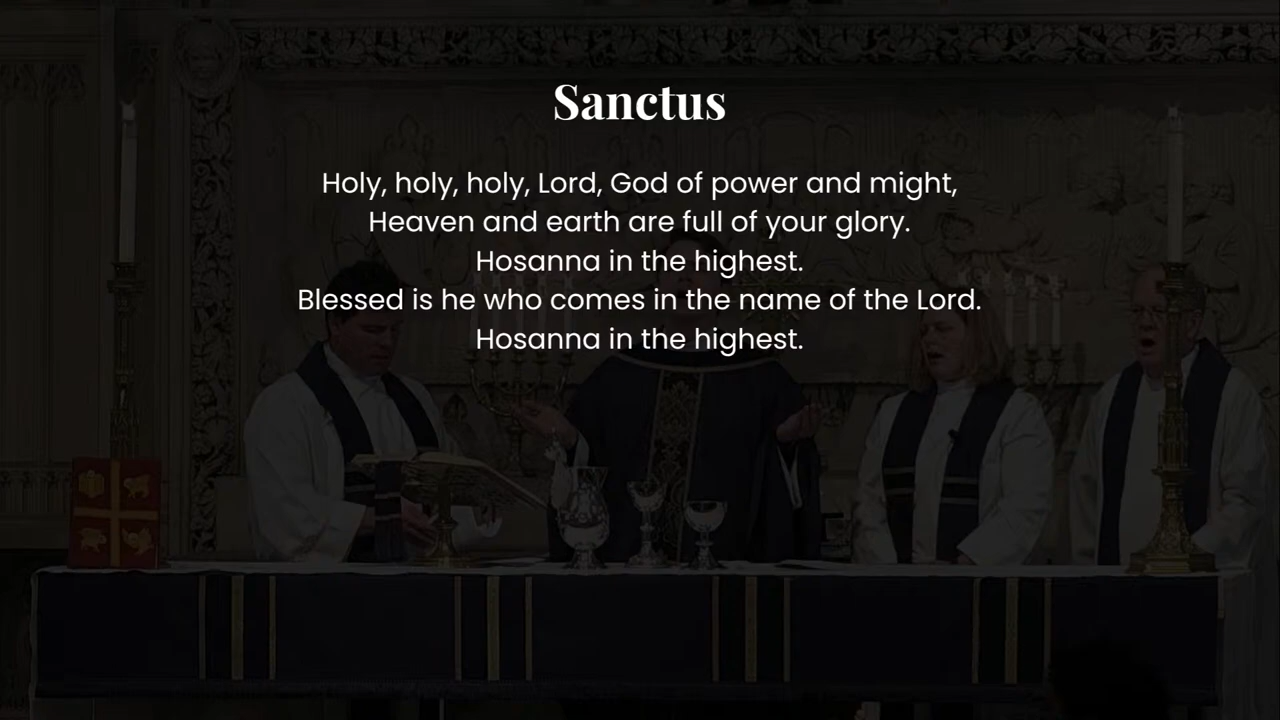 Sanctus
Holy, holy, holy, Lord, God of power and might,
Heaven and earth are full of your glory.
Hosanna in the highest.
Blessed is he who comes in the name of the Lord.
Hosanna in the highest.